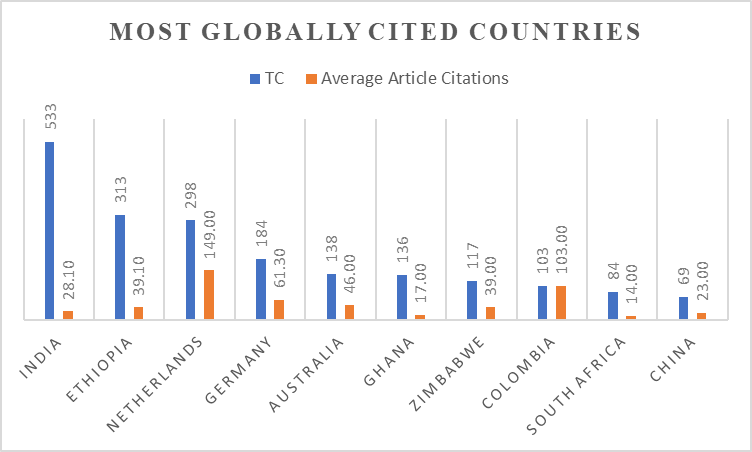 MOST GLOBALLY CITED COUNTRIES
TC Average Article Citations
533 28.10
313 39.10
298 149.00
184 61.30
138 46.00
136 17.00
117 39.00
103 103.00
84 14.00
69 23.00
INDIA
ETHIOPIA
NETHERLANDS
GERMANY
AUSTRALIA
GHANA
ZIMBABWE
COLOMBIA
SOUTH AFRICA
CHINA